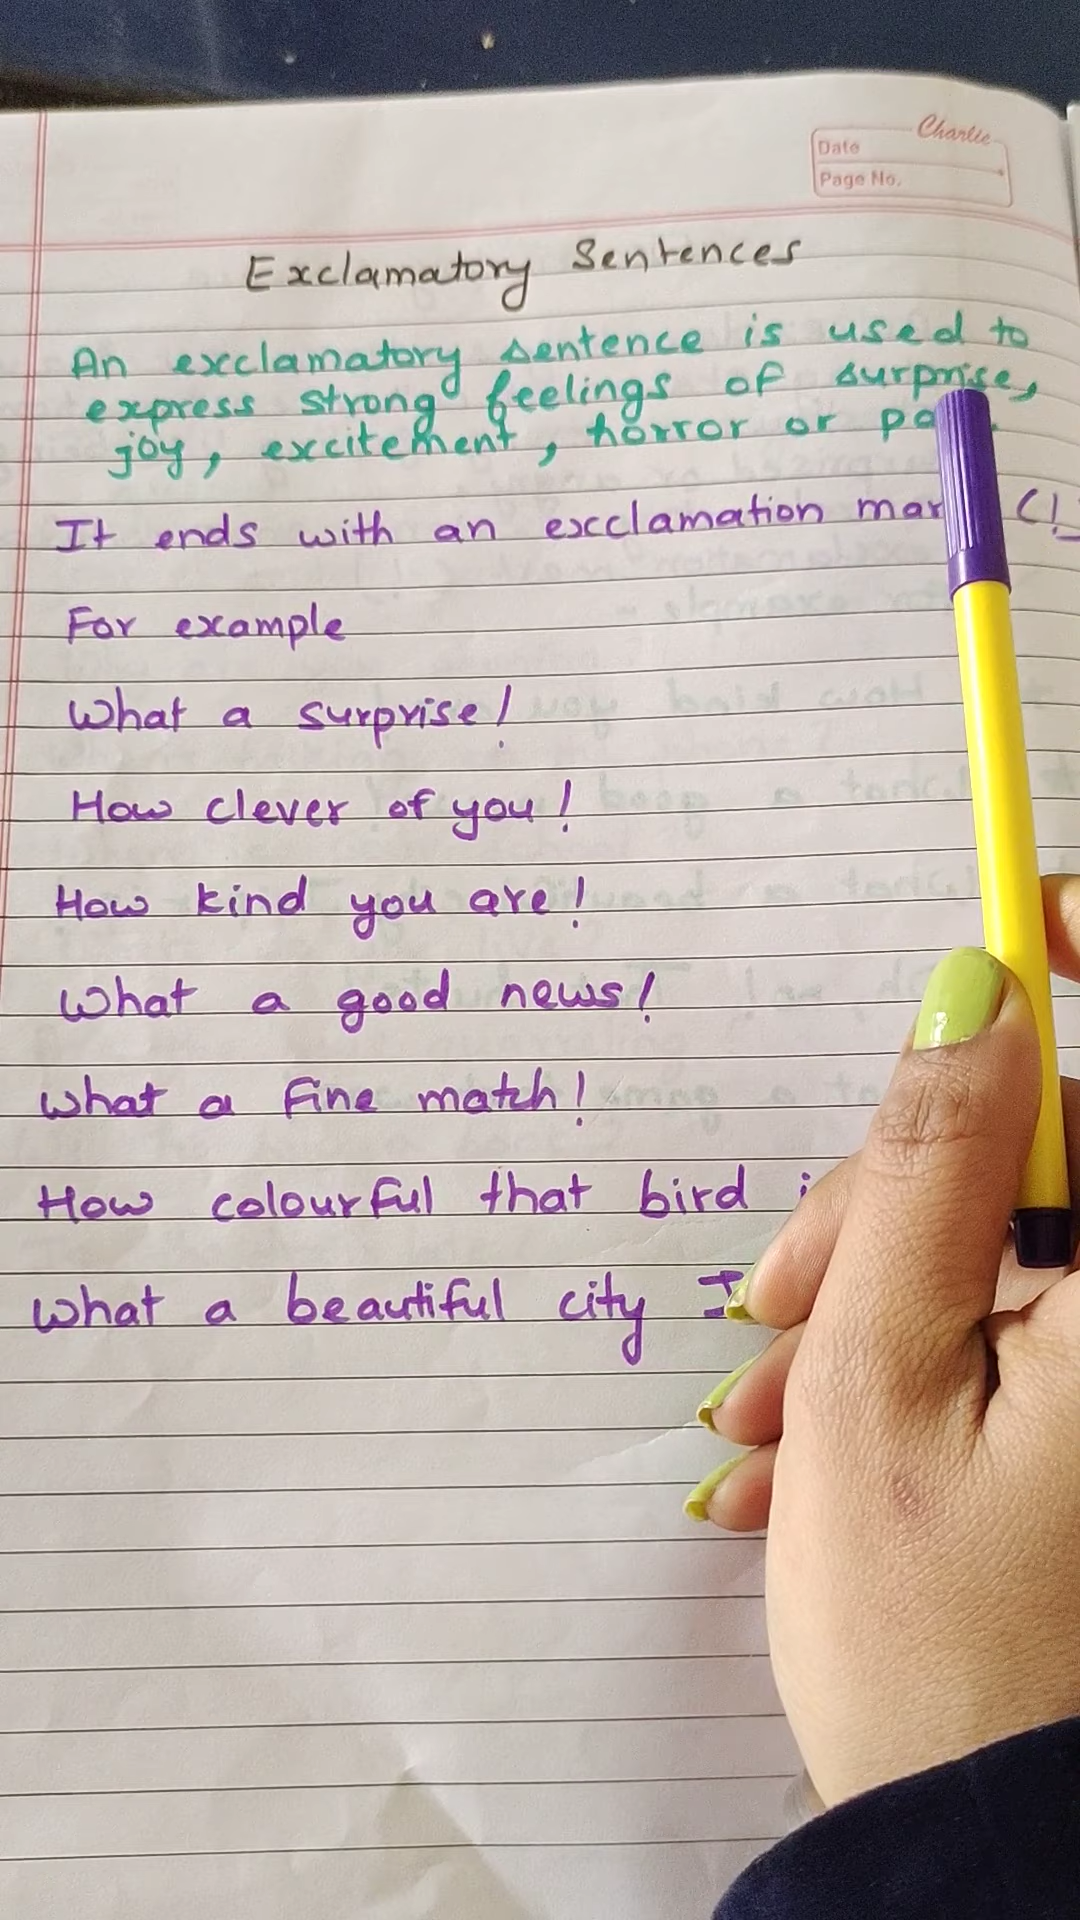 Charlie
Date
Page No.
Exclamatory Sentences
An exclamatory sentence is used to
express strong feelings of surprise,
joy, excitement, horror or
It ends with an exclamation (!
For example
What a surprise!
How clever of you!
How kind you are!
What a good news!
What a fine match!
How colourful that bird
What a beautiful city